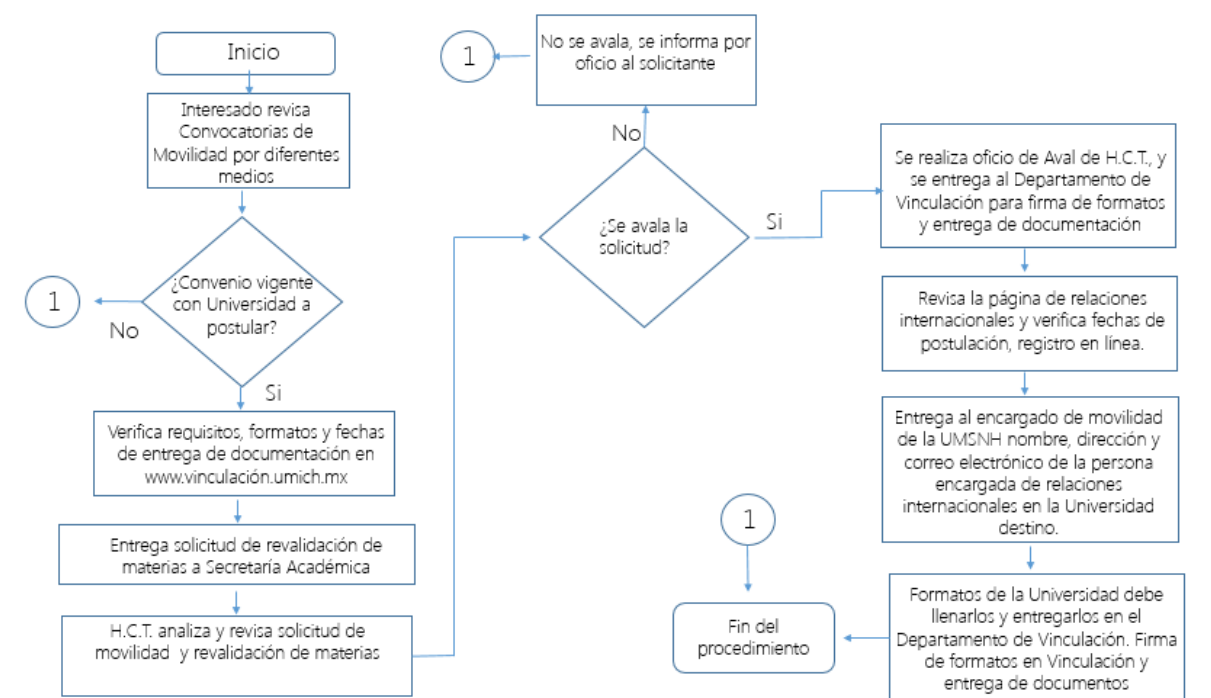 Inicio
Interesado revisa
Convocatorias de
Movilidad por diferentes
medios
¿Convenio vigente
con Universidad a
postular?
No
1
Si
Verifica requisitos, formatos y fechas
de entrega de documentación en
www.vinculación.umich.mx
Entrega solicitud de revalidación de
materias a Secretaría Académica
H.C.T. analiza y revisa solicitud de
movilidad y revalidación de materias
¿Se avala la
solicitud?
No
No se avala, se informa por
oficio al solicitante
1
Si
Se realiza oficio de Aval de H.C.T., y
se entrega al Departamento de
Vinculación para firma de formatos
y entrega de documentación
Revisa la página de relaciones
internacionales y verifica fechas de
postulación, registro en línea.
Entrega al encargado de movilidad
de la UMSNH nombre, dirección y
correo electrónico de la persona
encargada de relaciones
internacionales en la Universidad
destino.
Formatos de la Universidad debe
llenarlos y entregarlos en el
Departamento de Vinculación. Firma
de formatos en Vinculación y
entrega de documentos
1
Fin del
procedimiento